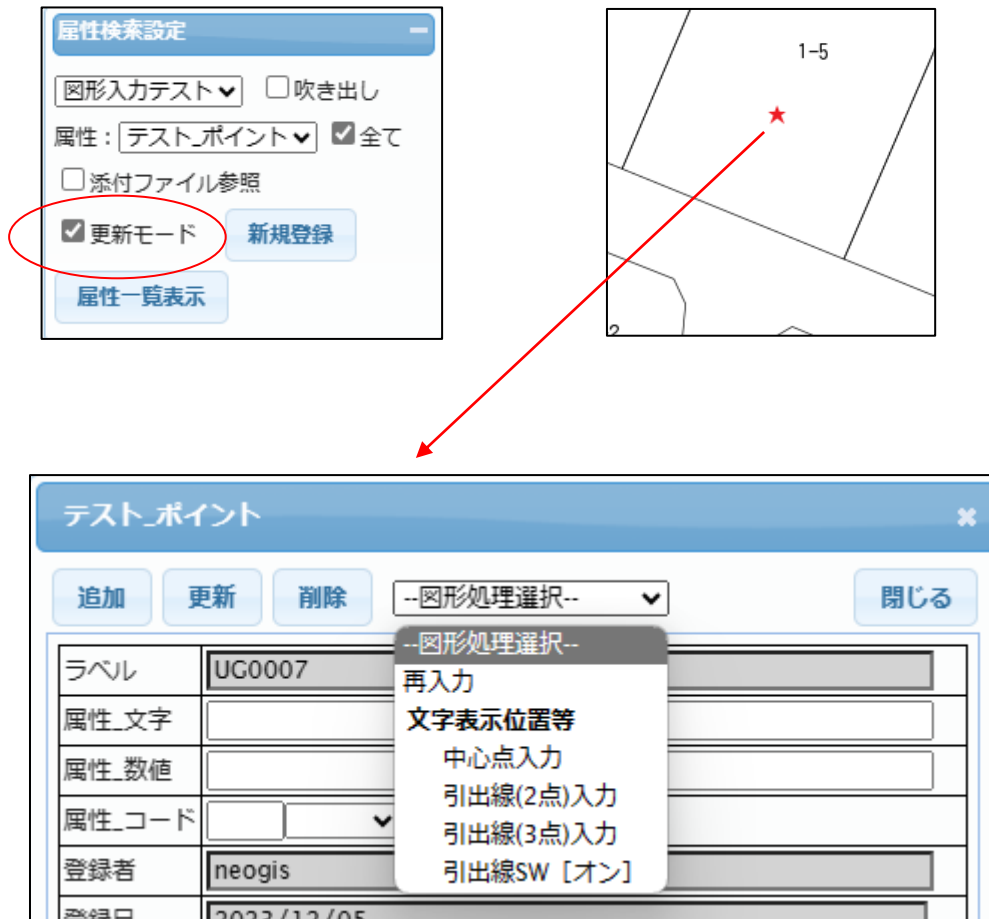 属性検索設定
図形入力テスト 吹き出し
属性：テスト_ポイント 全て
添付ファイル参照
更新モード 新規登録
属性一覧表示
1-5
2
テスト_ポイント
追加 更新 削除 --図形処理選択-- 閉じる
--図形処理選択--
再入力
文字表示位置等
中心点入力
引出線(2点)入力
引出線(3点)入力
引出線SW［オン］
ラベル UG0007
属性_文字
属性_数値
属性_コード
登録者 neogis
登録日 2023/12/05